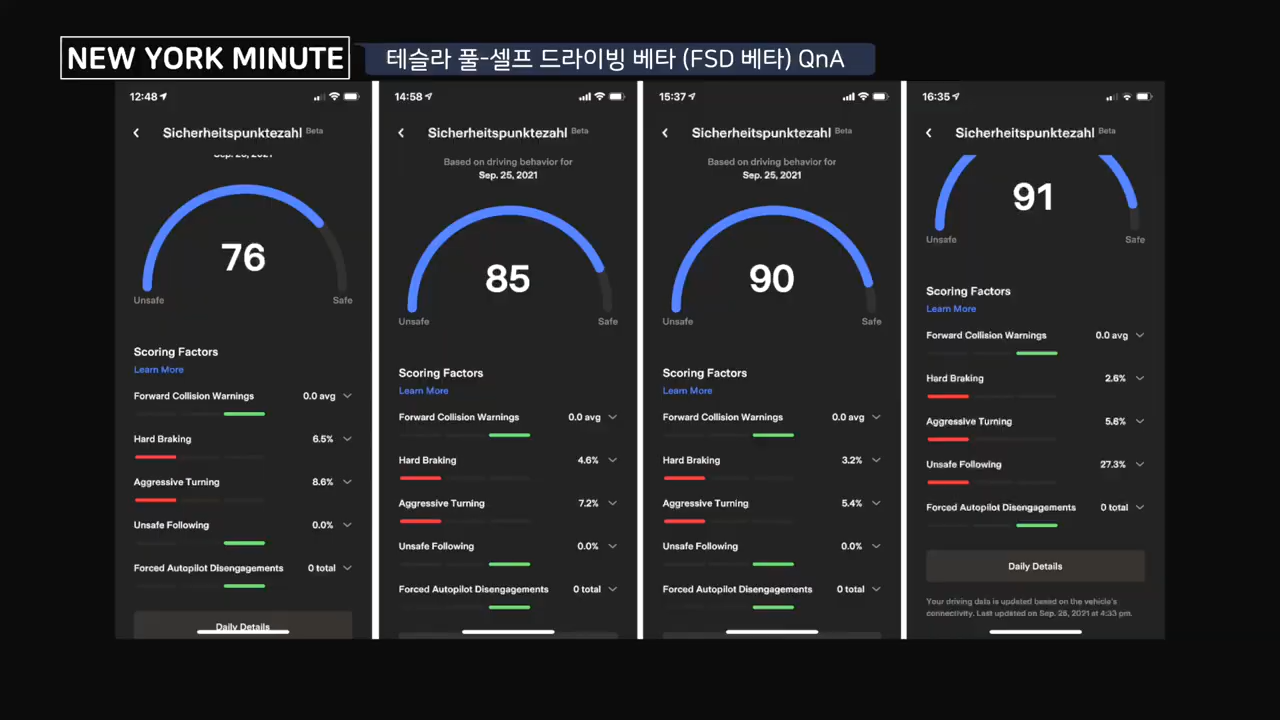 NEW YORK MINUTE
테슬라 풀-셀프 드라이빙 베타 (FSD 베타) QnA
12:48
Sicherheitspunktezahl Beta
76
Unsafe
Safe
Scoring Factors
Learn More
Forward Collision Warnings 0.0 avg
Hard Braking 6.5%
Aggressive Turning 8.6%
Unsafe Following 0.0%
Forced Autopilot Disengagements 0 total
Daily Details
14:58
Sicherheitspunktezahl Beta
Based on driving behavior for
Sep. 25, 2021
85
Unsafe
Safe
Scoring Factors
Learn More
Forward Collision Warnings 0.0 avg
Hard Braking 4.6%
Aggressive Turning 7.2%
Unsafe Following 0.0%
Forced Autopilot Disengagements 0 total
15:37
Sicherheitspunktezahl Beta
Based on driving behavior for
Sep. 25, 2021
90
Unsafe
Safe
Scoring Factors
Learn More
Forward Collision Warnings 0.0 avg
Hard Braking 3.2%
Aggressive Turning 5.4%
Unsafe Following 0.0%
Forced Autopilot Disengagements 0 total
16:35
Sicherheitspunktezahl Beta
91
Unsafe
Safe
Scoring Factors
Learn More
Forward Collision Warnings 0.0 avg
Hard Braking 2.6%
Aggressive Turning 5.8%
Unsafe Following 27.3%
Forced Autopilot Disengagements 0 total
Daily Details
Your driving data is updated based on the vehicle's
connectivity. Last updated on Sep. 26, 2021 at 4:33 pm.